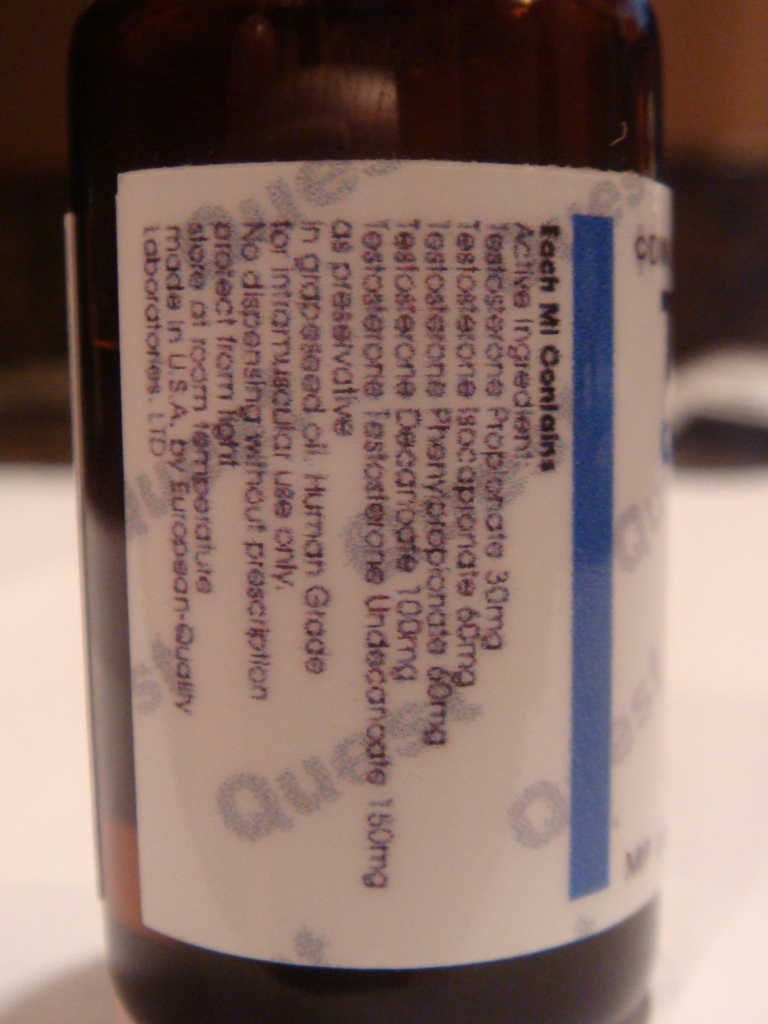 Each Ml Contains
Active Ingredient:
Testosterone Propionate 30mg
Testosterone Isocaprionate 60mg
Testosterone Phenylpropionate 60mg
Testosterone Decanoate 100mg
Testosterone Testosterone Undecanoate 150mg
as preservative
in grapeseed oil. Human Grade
for intramuscular use only.
No dispensing without prescription
protect from light
store at room temperature
made in U.S.A. by European-Quality
Laboratories. LTD
Quest